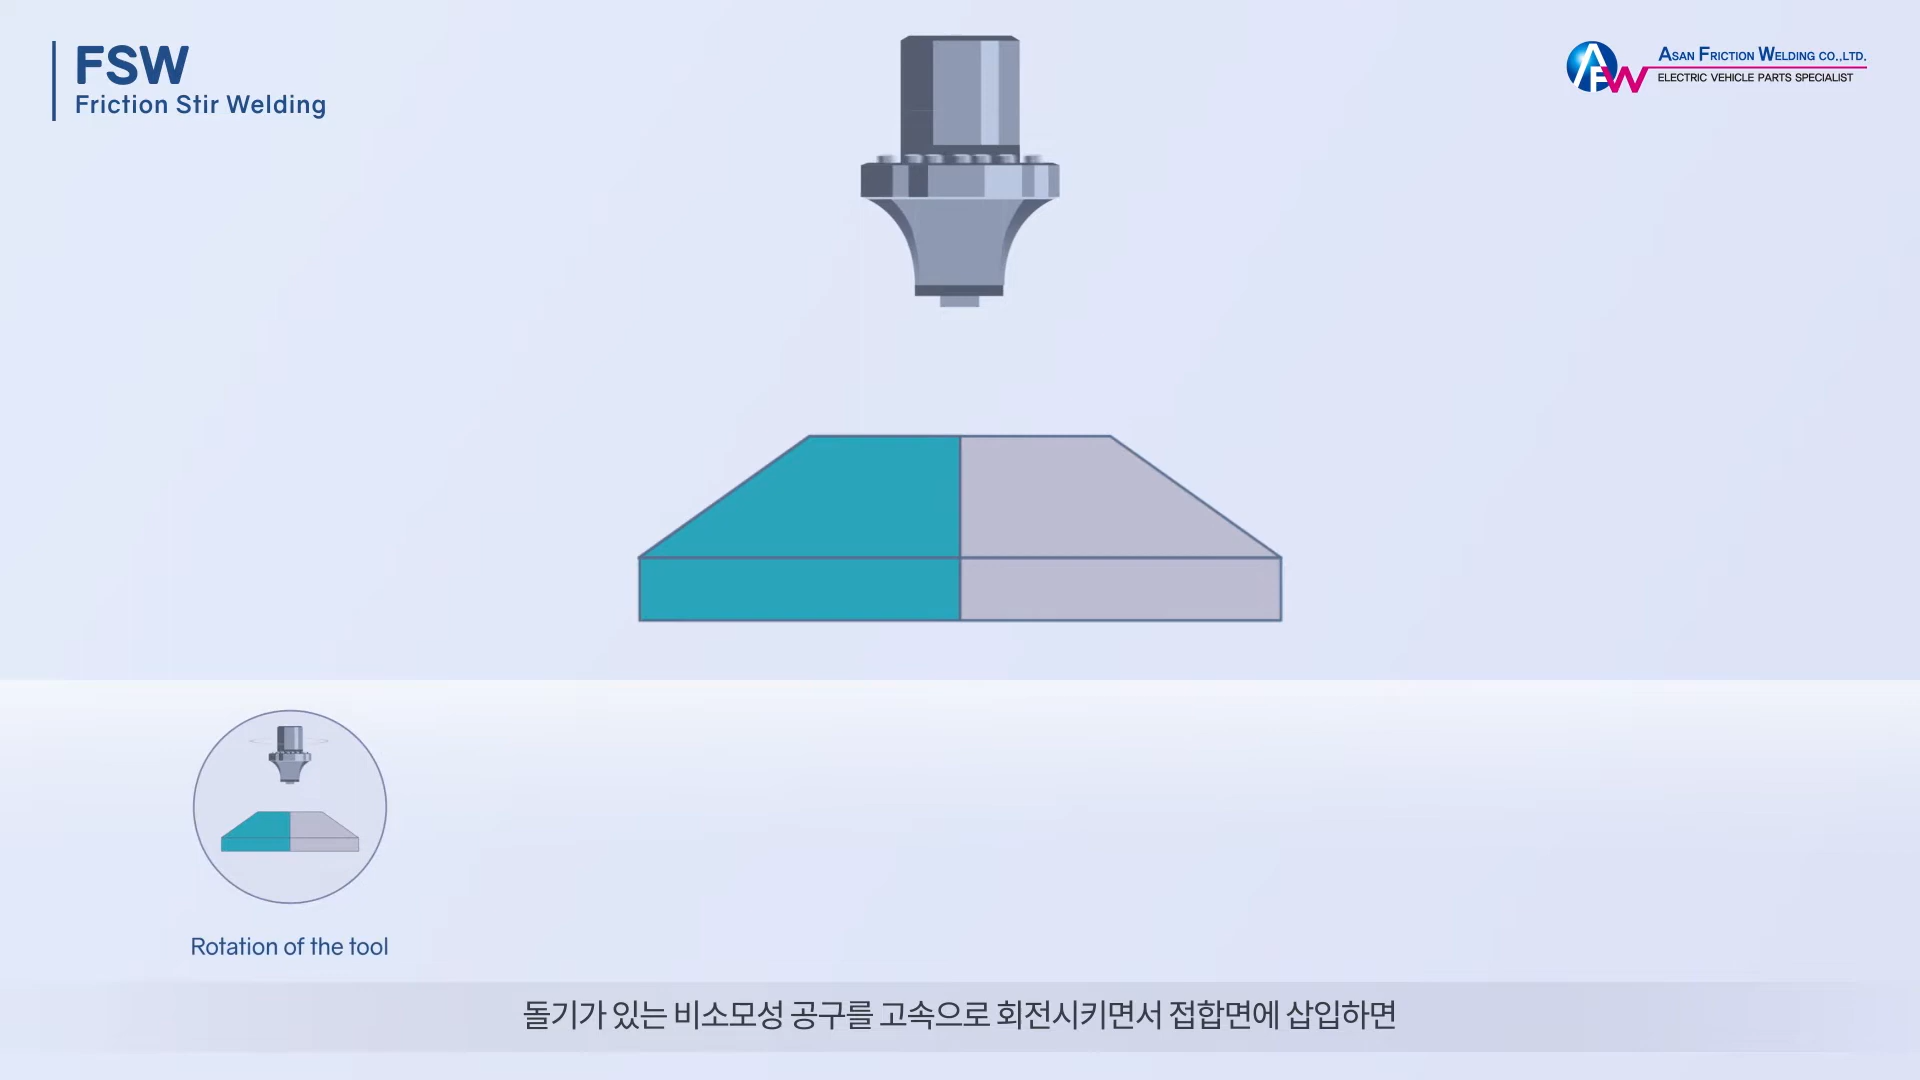 FSW
Friction Stir Welding
AFW
ASAN FRICTION WELDING CO.,LTD.
ELECTRIC VEHICLE PARTS SPECIALIST
Rotation of the tool
돌기가 있는 비소모성 공구를 고속으로 회전시키면서 접합면에 삽입하면